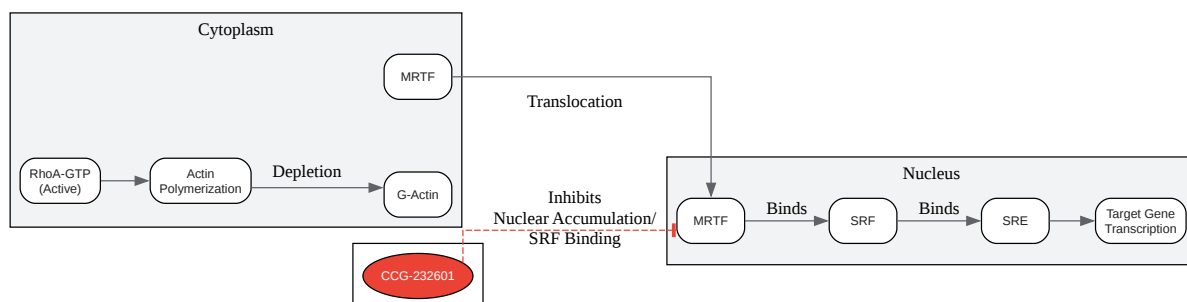 Cytoplasm
MRTF
Translocation
RhoA-GTP
(Active)
Actin
Polymerization
Depletion
G-Actin
Inhibits
Nuclear Accumulation/
SRF Binding
CCG-232601
Nucleus
MRTF
Binds
SRF
Binds
SRE
Target Gene
Transcription